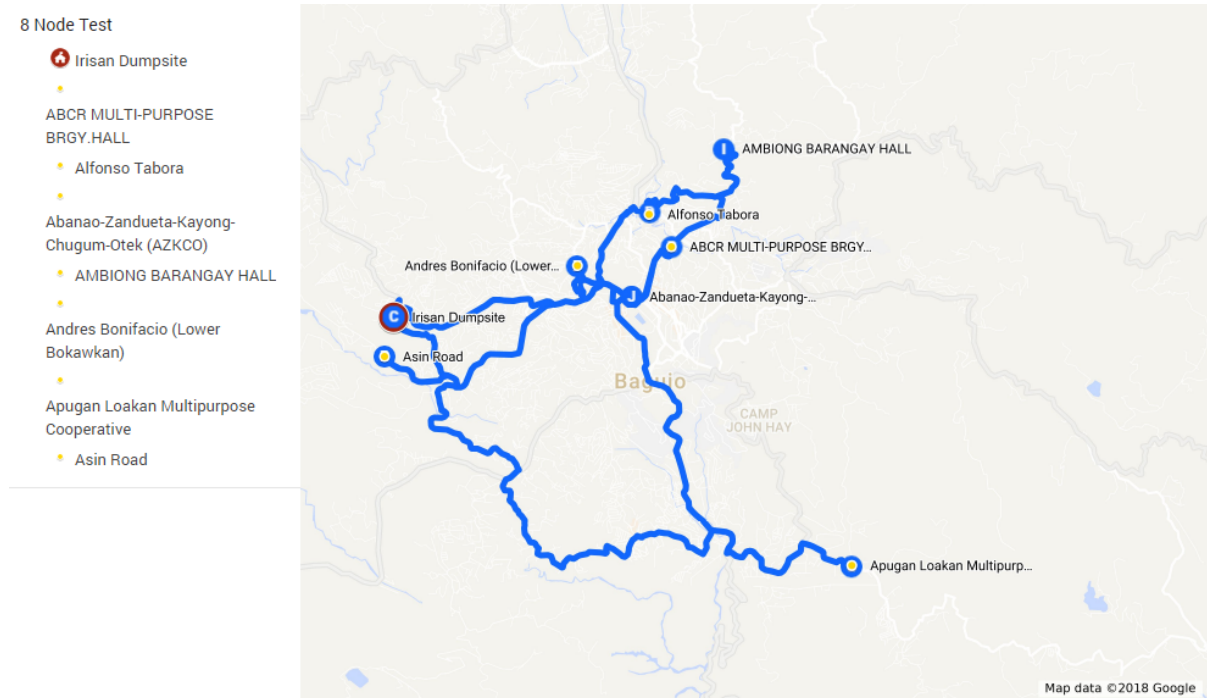 8 Node Test
Irisan Dumpsite
ABCR MULTI-PURPOSE
BRGY.HALL
Alfonso Tabora
Abanao-Zandueta-Kayong-
Chugum-Otek (AZKCO)
AMBIONG BARANGAY HALL
Andres Bonifacio (Lower
Bokawkan)
Apugan Loakan Multipurpose
Cooperative
Asin Road
I
AMBIONG BARANGAY HALL
Alfonso Tabora
ABCR MULTI-PURPOSE BRGY...
Andres Bonifacio (Lower...
J
Abanao-Zandueta-Kayong-...
C
Irisan Dumpsite
Asin Road
Baguio
CAMP
JOHN HAY
Apugan Loakan Multipurp...
Map data ©2018 Google